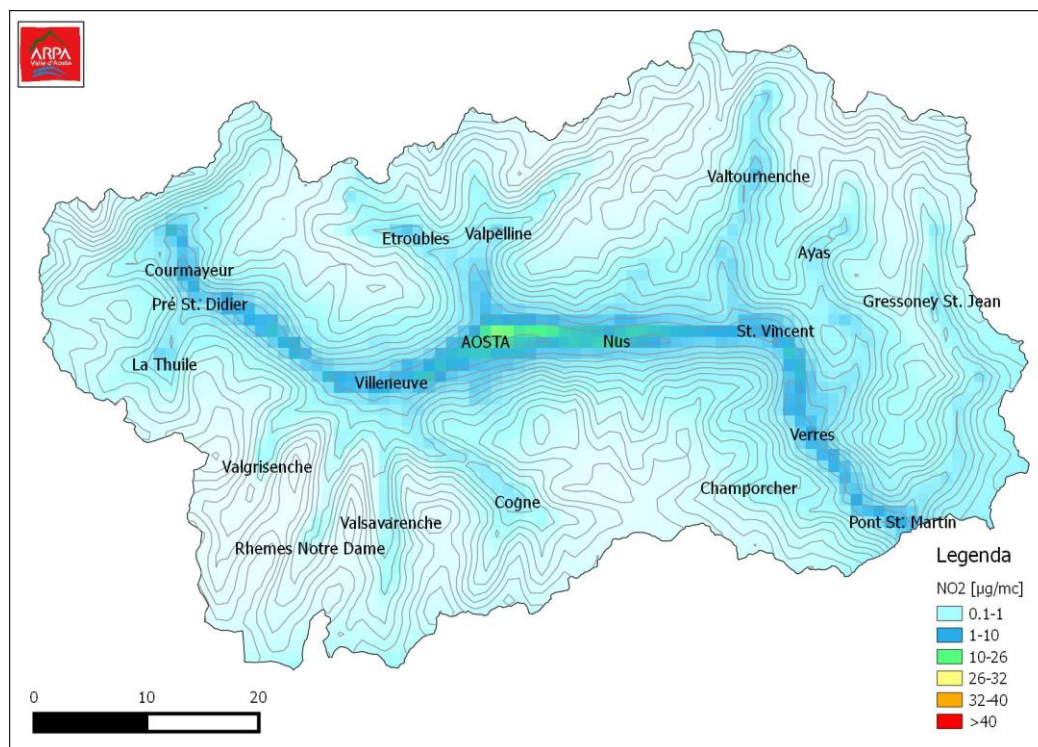 ARPA
Valle d'Aosta
Valtournenche
Etroubles
Valpelline
Ayas
Courmayeur
Pré St. Didier
Gressoney St. Jean
AOSTA
Nus
St. Vincent
La Thuile
Villeneuve
Verres
Valgrisenche
Champorcher
Cogne
Valsavarenche
Pont St. Martin
Rhemes Notre Dame
Legenda
NO2 [µg/mc]
0.1-1
1-10
10-26
26-32
32-40
>40
0 10 20